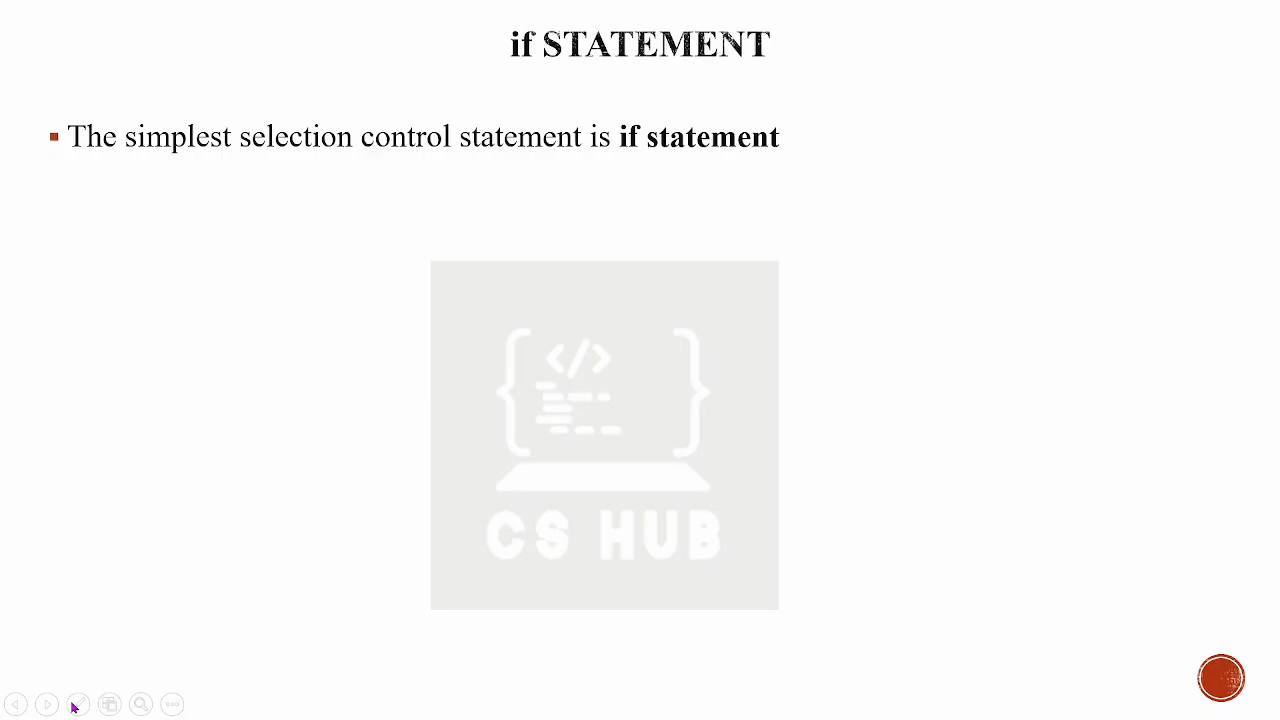 if STATEMENT
The simplest selection control statement is if statement
</>
CS HUB